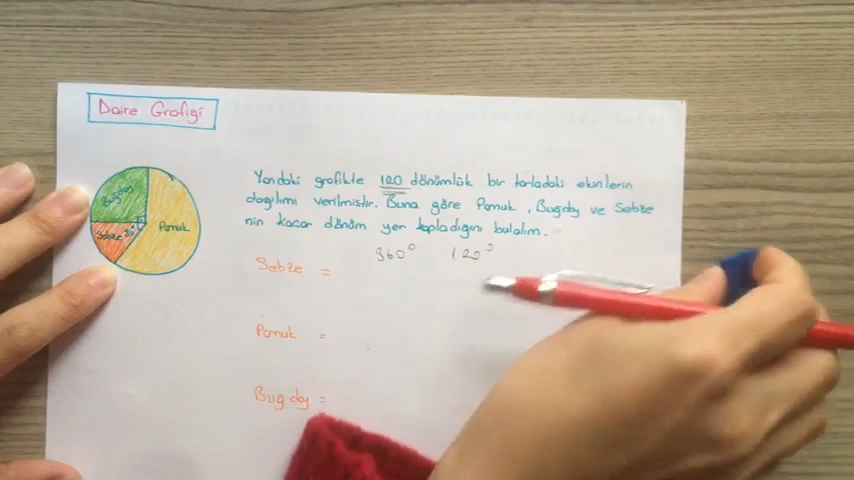 Daire Grafiği
Yandaki grafikte 120 dönümlük bir tarladaki ekinlerin
dağılımı verilmiştir. Buna göre Pamuk, Buğday ve Sebze
nin kaçar dönüm yer kapladığını bulalım.
Buğday
Pamuk
Sebze
360° 120°
Sebze =
Pamuk =
Buğday =